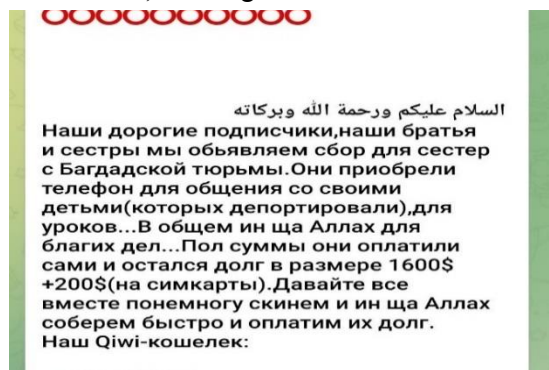 السلام عليكم ورحمة الله وبركاته
Наши дорогие подписчики,наши братья
и сестры мы обьявляем сбор для сестер
с Багдадской тюрьмы.Они приобрели
телефон для общения со своими
детьми(которых депортировали),для
уроков...В общем ин ща Аллах для
благих дел...Пол суммы они оплатили
сами и остался долг в размере 1600$
+200$(на симкарты).Давайте все
вместе понемногу скинем и ин ща Аллах
соберем быстро и оплатим их долг.
Наш Qiwi-кошелек: